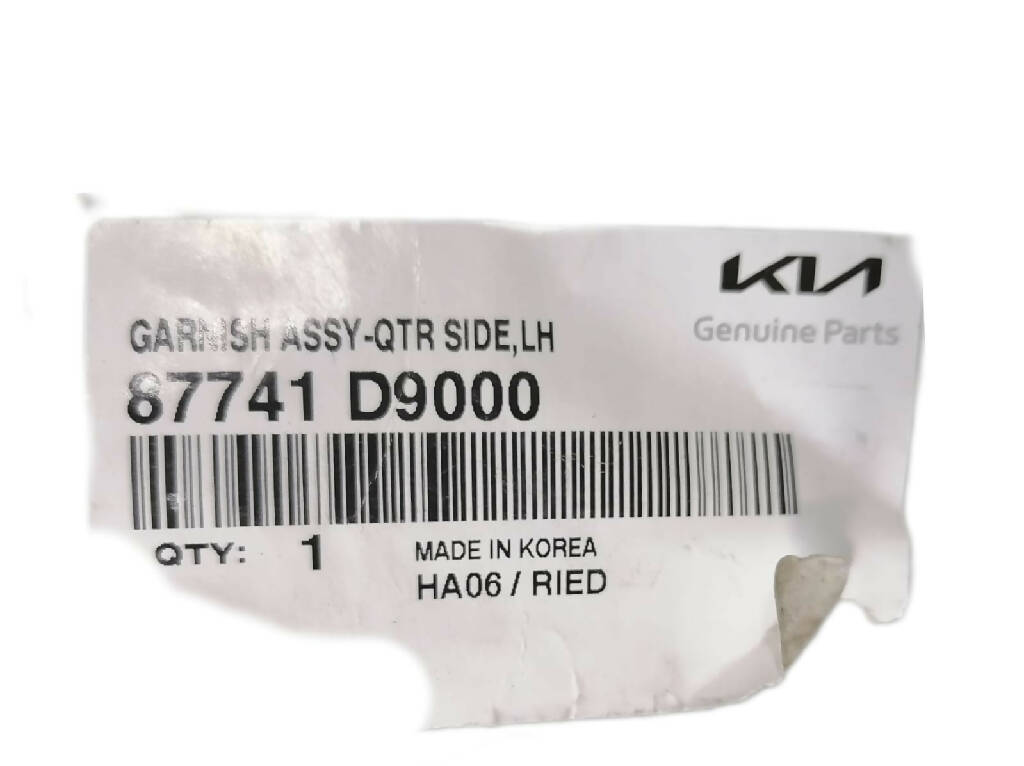 KIA
Genuine Parts
GARNISH ASSY-QTR SIDE,LH
87741 D9000
QTY: 1
MADE IN KOREA
HA06 / RIED